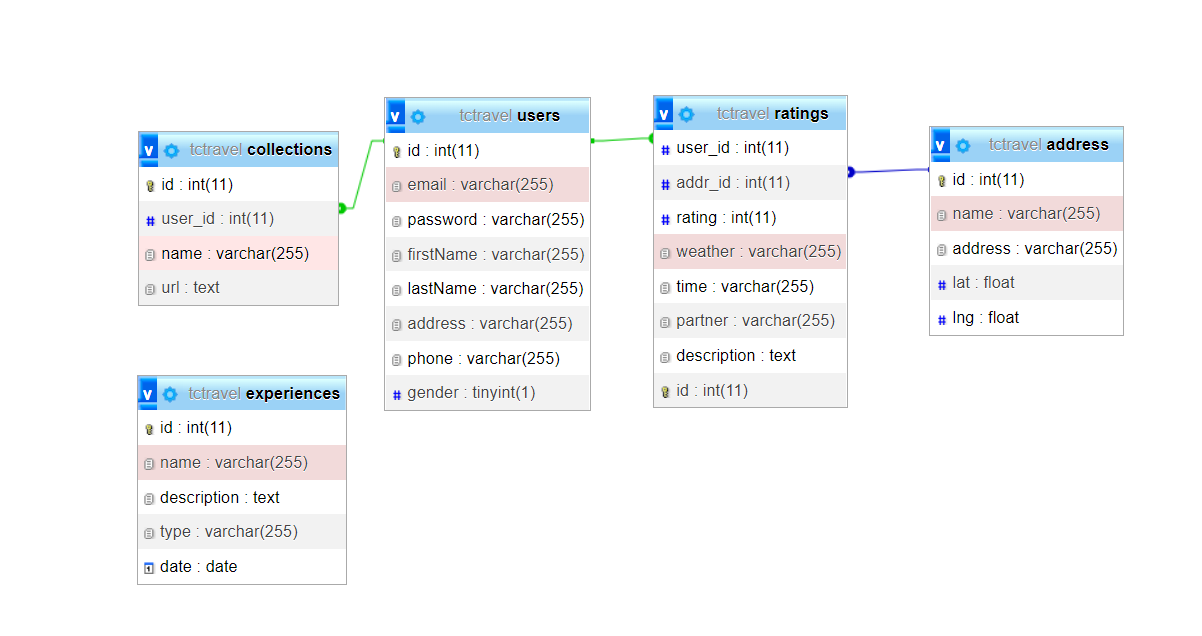 v tctravel collections
id : int(11)
user_id : int(11)
name : varchar(255)
url : text
v tctravel experiences
id : int(11)
name : varchar(255)
description : text
type : varchar(255)
date : date
v tctravel users
id : int(11)
email : varchar(255)
password : varchar(255)
firstName : varchar(255)
lastName : varchar(255)
address : varchar(255)
phone : varchar(255)
# gender : tinyint(1)
v tctravel ratings
# user_id : int(11)
# addr_id : int(11)
# rating : int(11)
weather : varchar(255)
time : varchar(255)
partner : varchar(255)
description : text
id : int(11)
v tctravel address
id : int(11)
name : varchar(255)
address : varchar(255)
# lat : float
# lng : float